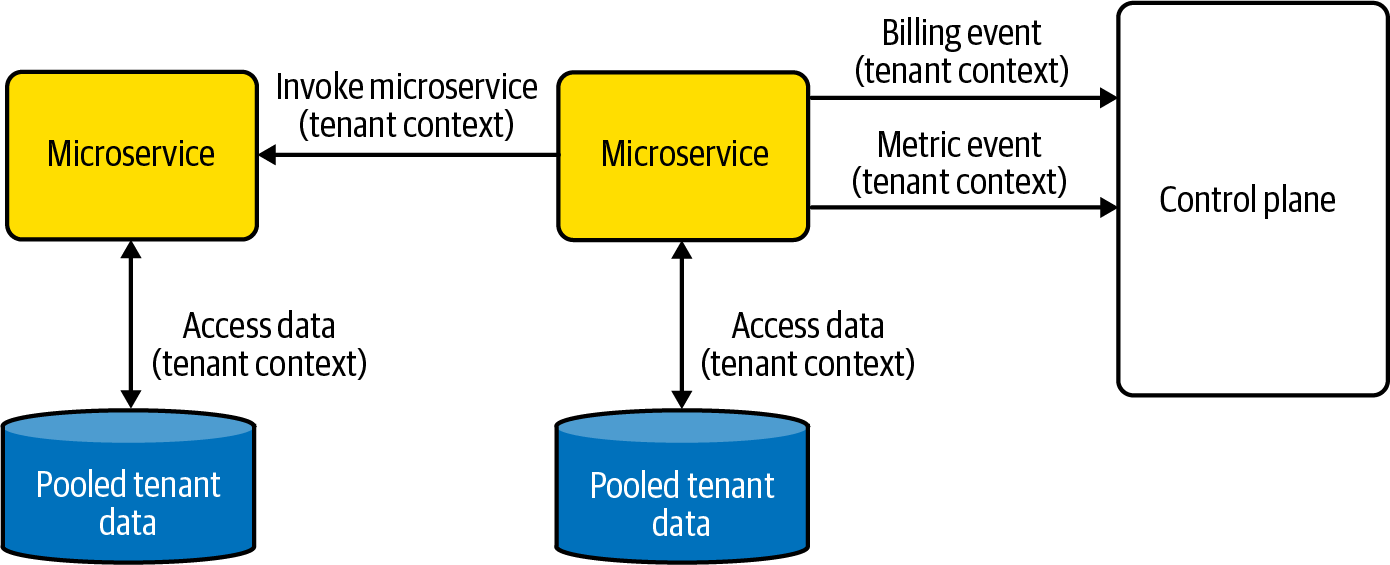 Billing event
(tenant context)
Invoke microservice
(tenant context)
Microservice
Microservice
Metric event
(tenant context)
Control plane
Access data
(tenant context)
Access data
(tenant context)
Pooled tenant
data
Pooled tenant
data